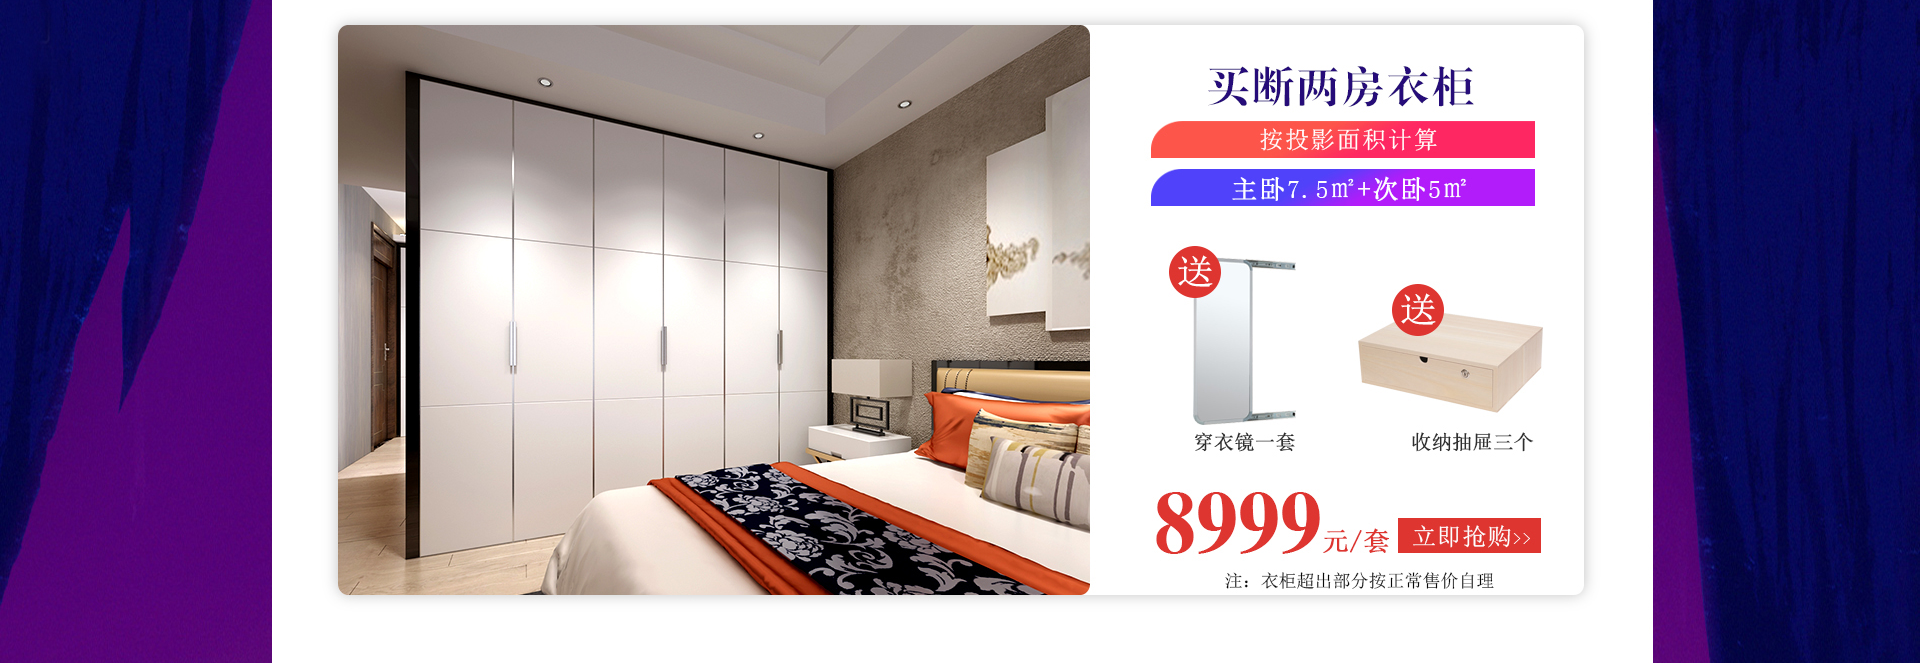 买断两房衣柜
按投影面积计算
主卧7.5㎡+次卧5㎡
送
送
穿衣镜一套
收纳抽屉三个
8999元/套
立即抢购>>
注：衣柜超出部分按正常售价自理